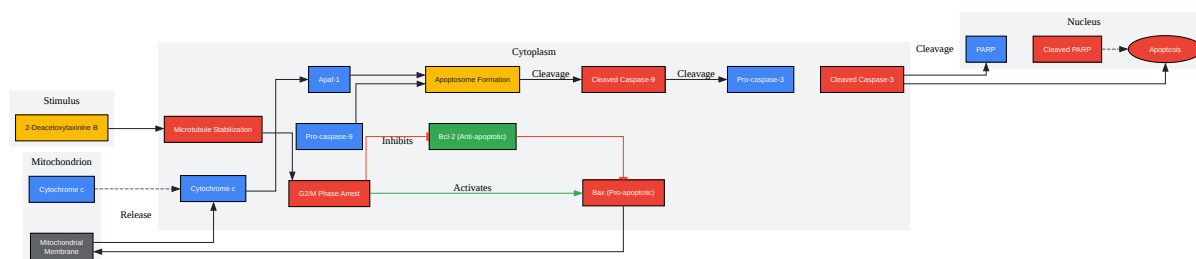 Nucleus
PARP
Cleaved PARP
Apoptosis
Cleavage
Cytoplasm
Apaf-1
Apoptosome Formation
Cleavage
Cleaved Caspase-9
Cleavage
Pro-caspase-3
Cleaved Caspase-3
Stimulus
2-Deacetoxytaxinine B
Microtubule Stabilization
Pro-caspase-9
Inhibits
Bcl-2 (Anti-apoptotic)
Mitochondrion
Cytochrome c
Cytochrome c
G2/M Phase Arrest
Activates
Bax (Pro-apoptotic)
Release
Mitochondrial
Membrane